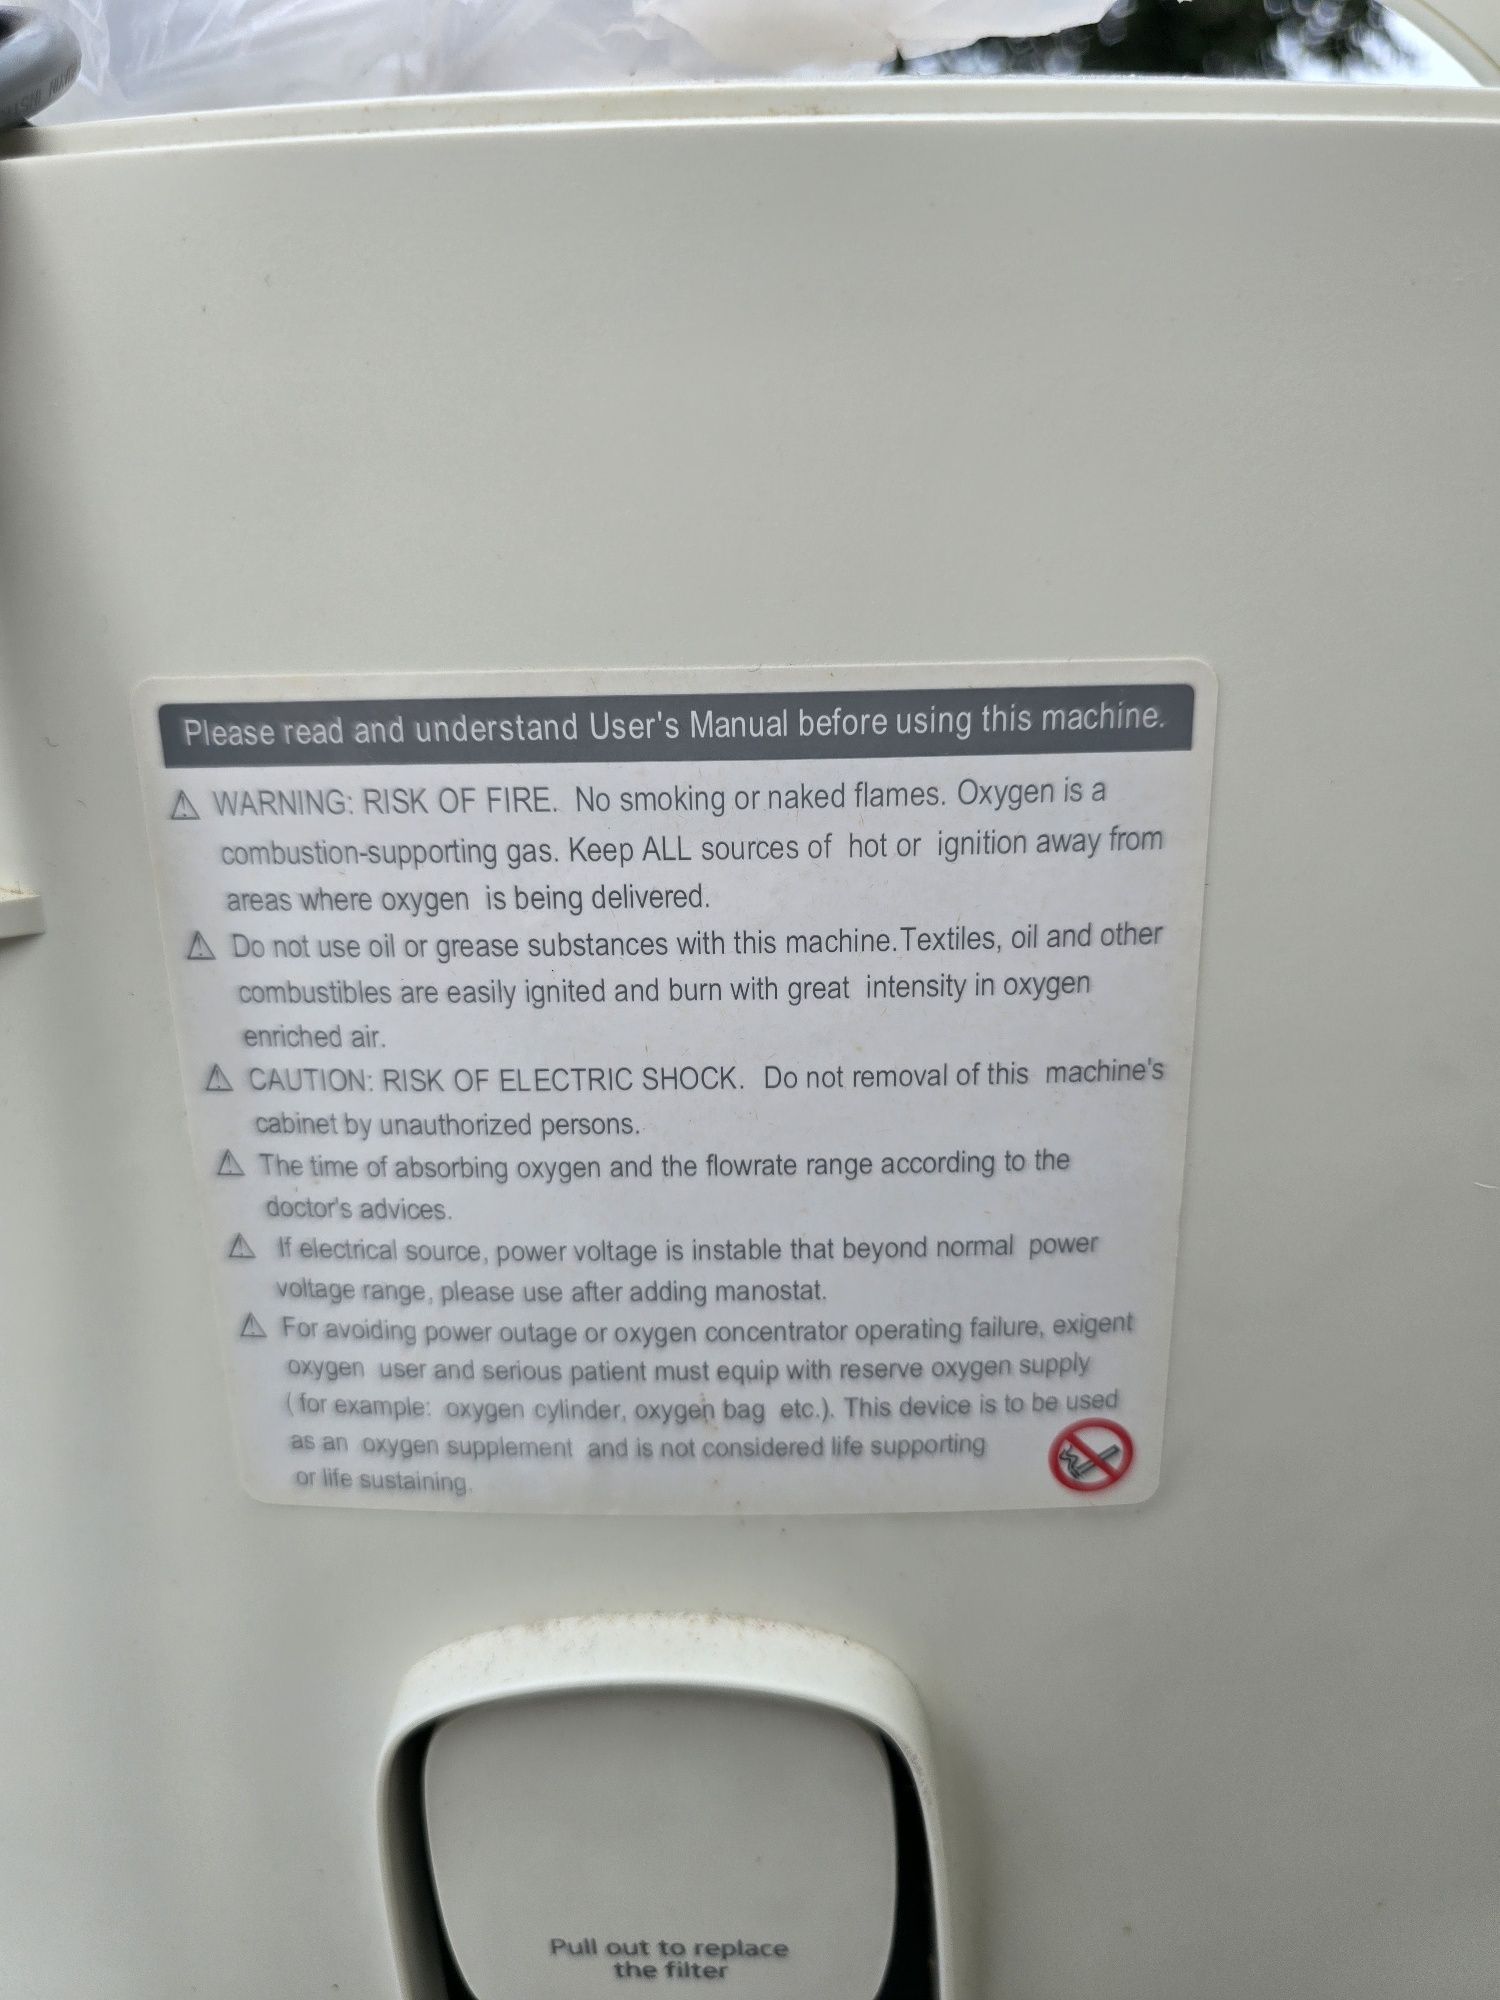 Please read and understand User's Manual before using this machine.
WARNING: RISK OF FIRE. No smoking or naked flames. Oxygen is a
combustion-supporting gas. Keep ALL sources of hot or ignition away from
areas where oxygen is being delivered.
Do not use oil or grease substances with this machine.Textiles, oil and other
combustibles are easily ignited and burn with great intensity in oxygen
enriched air.
CAUTION: RISK OF ELECTRIC SHOCK. Do not removal of this machine's
cabinet by unauthorized persons.
The time of absorbing oxygen and the flowrate range according to the
doctor's advices.
If electrical source, power voltage is instable that beyond normal power
voltage range, please use after adding manostat.
For avoiding power outage or oxygen concentrator operating failure, exigent
oxygen user and serious patient must equip with reserve oxygen supply
(for example: oxygen cylinder, oxygen bag etc.). This device is to be used
as an oxygen supplement and is not considered life supporting
or life sustaining.
Pull out to replace
the filter